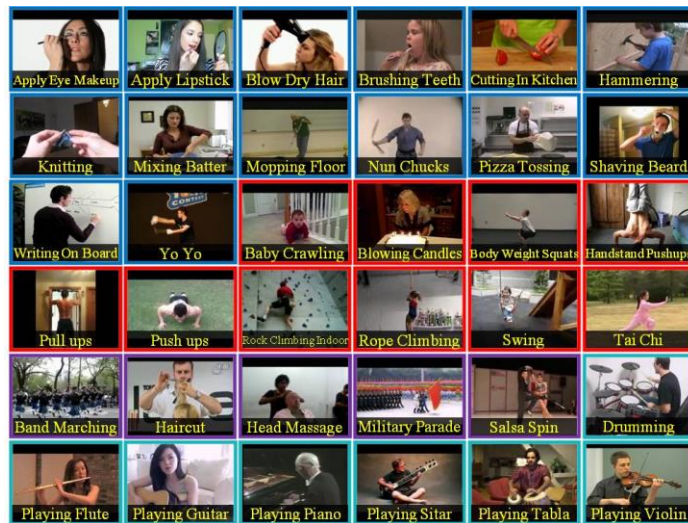 Apply Eye Makeup
Apply Lipstick
Blow Dry Hair
Brushing Teeth
Cutting In Kitchen
Hammering
Knitting
Mixing Batter
Mopping Floor
Nun Chucks
Pizza Tossing
Shaving Beard
CONTEST
Writing On Board
Yo Yo
Baby Crawling
Blowing Candles
Body Weight Squats
Handstand Pushups
Pull ups
Push ups
Rock Climbing Indoor
Rope Climbing
Swing
Tai Chi
Band Marching
Haircut
Head Massage
Military Parade
Salsa Spin
Drumming
Playing Flute
Playing Guitar
Playing Piano
Playing Sitar
Playing Tabla
Playing Violin